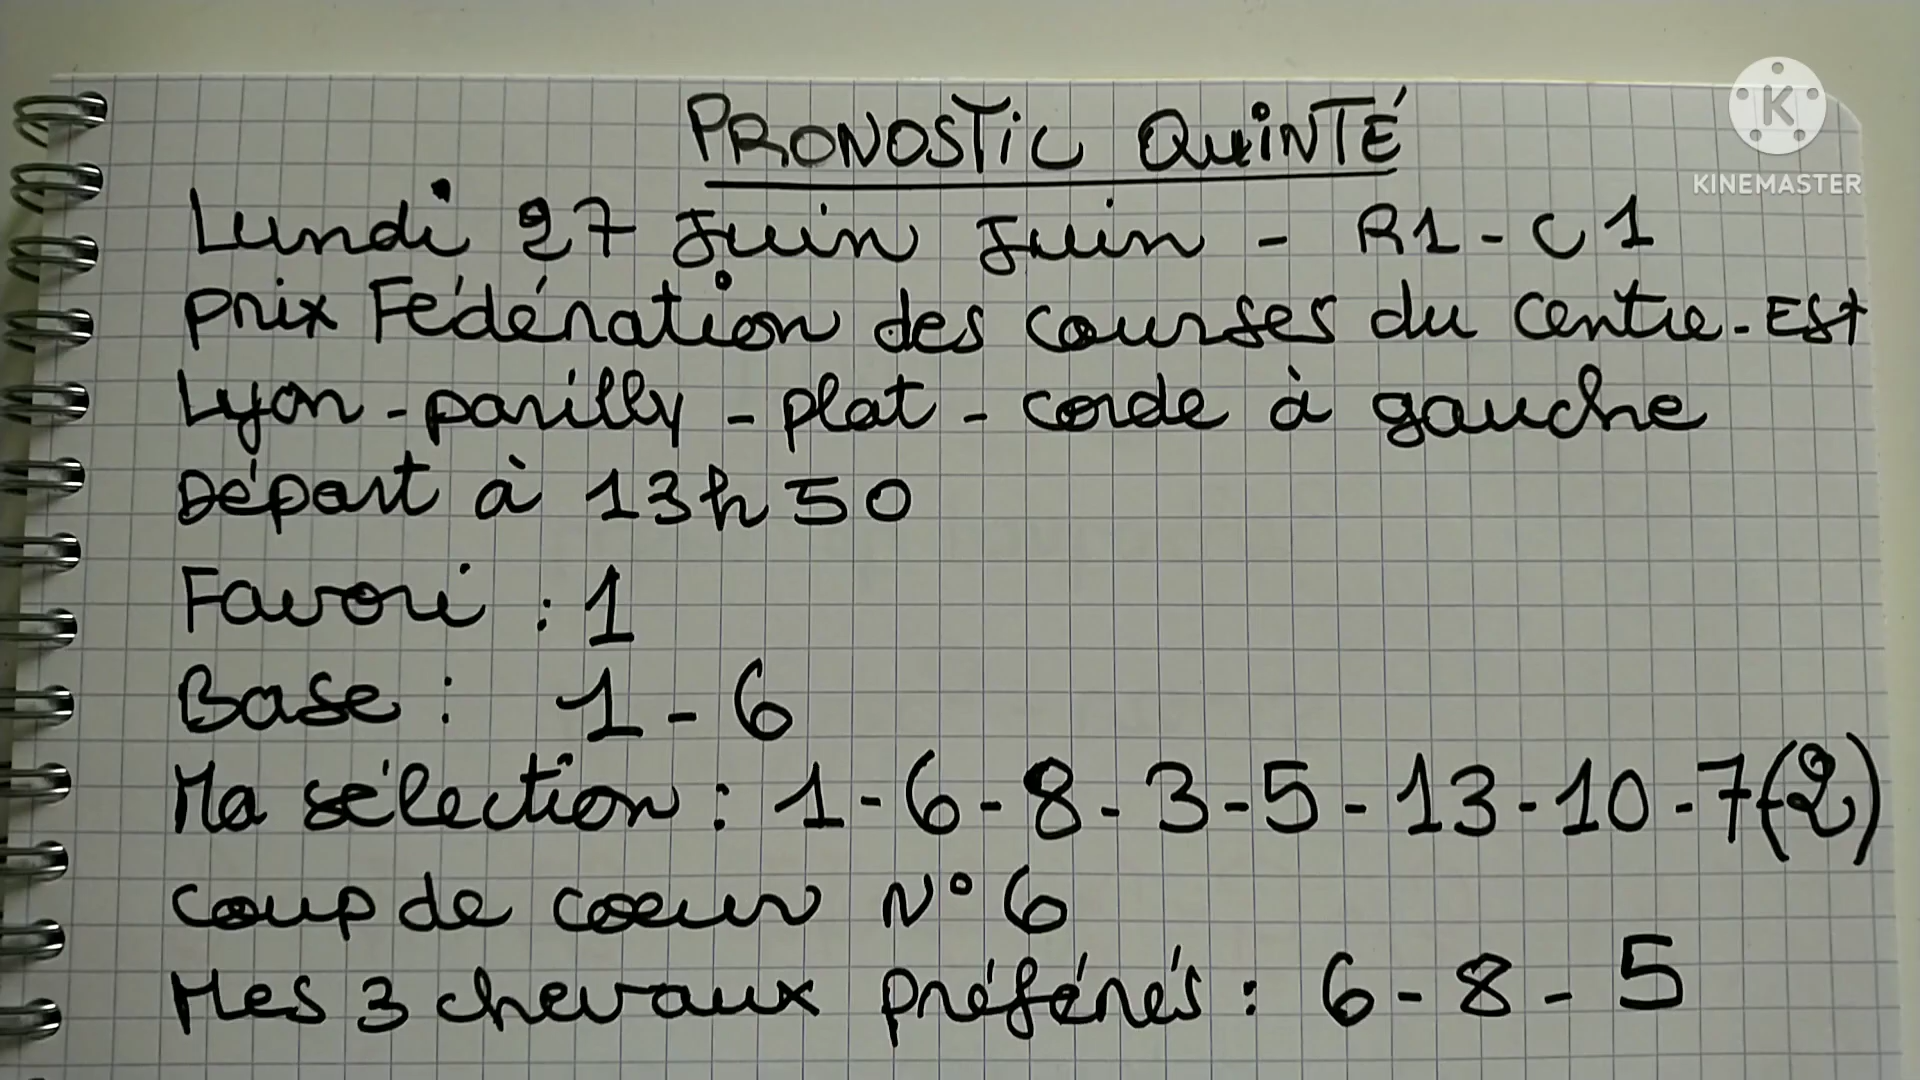 PRONOSTIC QUINTÉ
KINEMASTER
Lundi 27 Juin Juin - R1 - C1
Prix Fédération des courses du Centre-Est
Lyon - parilly - plat - corde à gauche
Départ à 13h50
Favori : 1
Base : 1 - 6
Ma sélection : 1 - 6 - 8 - 3 - 5 - 13 - 10 - 7 (2)
coup de coeur N° 6
Mes 3 chevaux préférés : 6 - 8 - 5